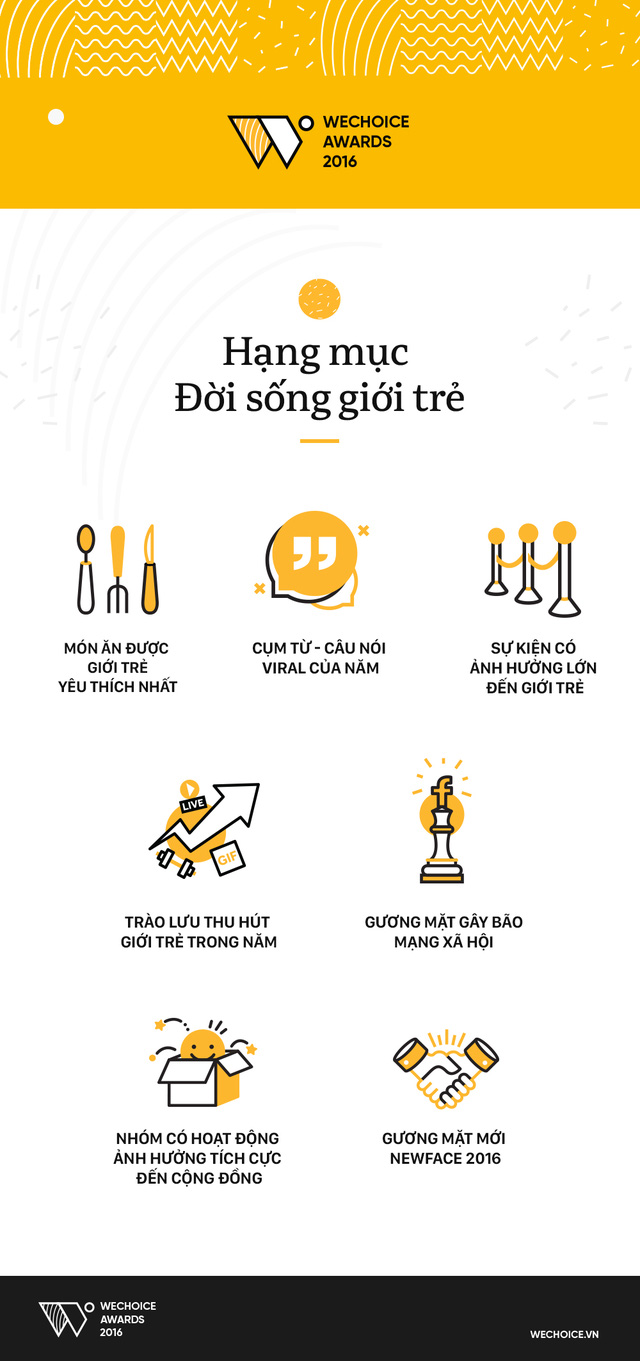 WECHOICE
AWARDS
2016
Hạng mục
Đời sống giới trẻ
MÓN ĂN ĐƯỢC
GIỚI TRẺ
YÊU THÍCH NHẤT
CỤM TỪ - CÂU NÓI
VIRAL CỦA NĂM
SỰ KIỆN CÓ
ẢNH HƯỞNG LỚN
ĐẾN GIỚI TRẺ
LIVE
GIF
TRÀO LƯU THU HÚT
GIỚI TRẺ TRONG NĂM
f
GƯƠNG MẶT GÂY BÃO
MẠNG XÃ HỘI
NHÓM CÓ HOẠT ĐỘNG
ẢNH HƯỞNG TÍCH CỰC
ĐẾN CỘNG ĐỒNG
GƯƠNG MẶT MỚI
NEWFACE 2016
WECHOICE
AWARDS
2016
WECHOICE.VN